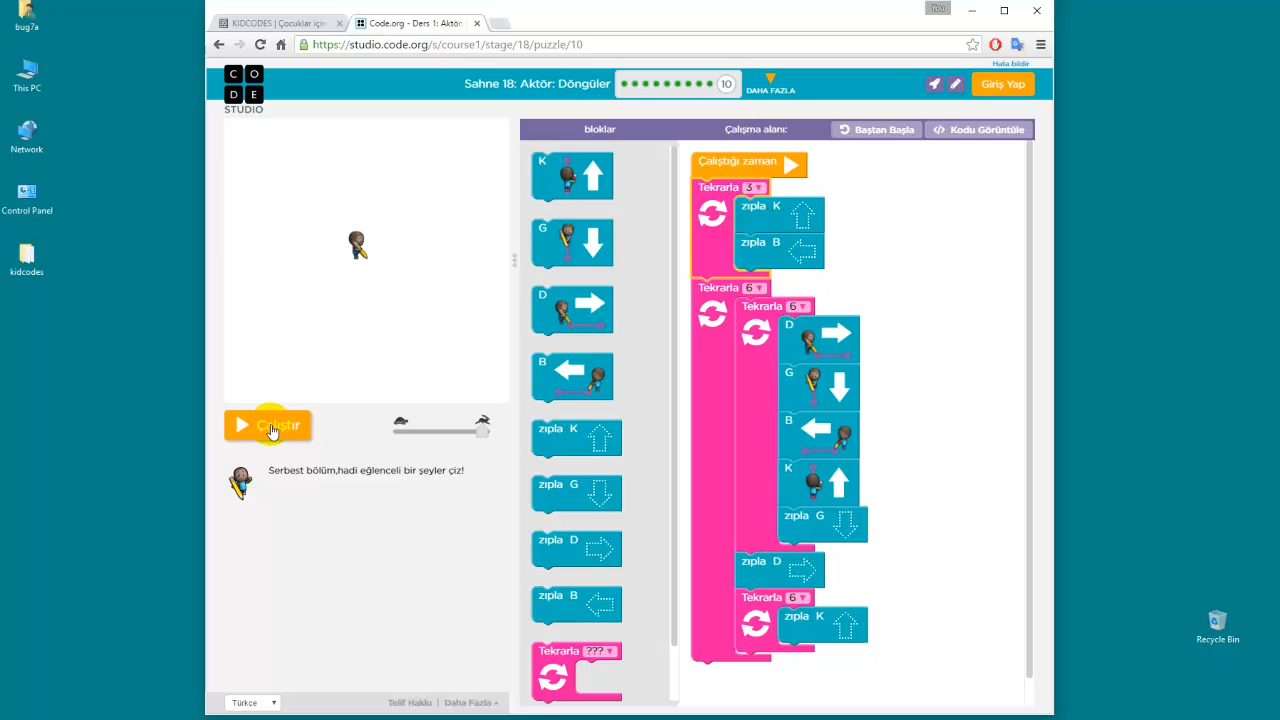 bug7a
This PC
Network
Control Panel
kidcodes
Recycle Bin
KIDCODES | Çocuklar için
Code.org - Ders 1: Aktör:
You
https://studio.code.org/s/course1/stage/18/puzzle/10
Hata bildir
C O
D E
STUDIO
Sahne 18: Aktör: Döngüler
10
DAHA FAZLA
Giriş Yap
bloklar
Çalışma alanı:
Baştan Başla
Kodu Görüntüle
K
G
D
B
zıpla K
zıpla G
zıpla D
zıpla B
Tekrarla ???
Çalıştığı zaman
Tekrarla 3
zıpla K
zıpla B
Tekrarla 6
Tekrarla 6
D
G
B
K
zıpla G
zıpla D
Tekrarla 6
zıpla K
Çalıştır
Serbest bölüm,hadi eğlenceli bir şeyler çiz!
Türkçe
Telif Hakkı | Daha Fazla